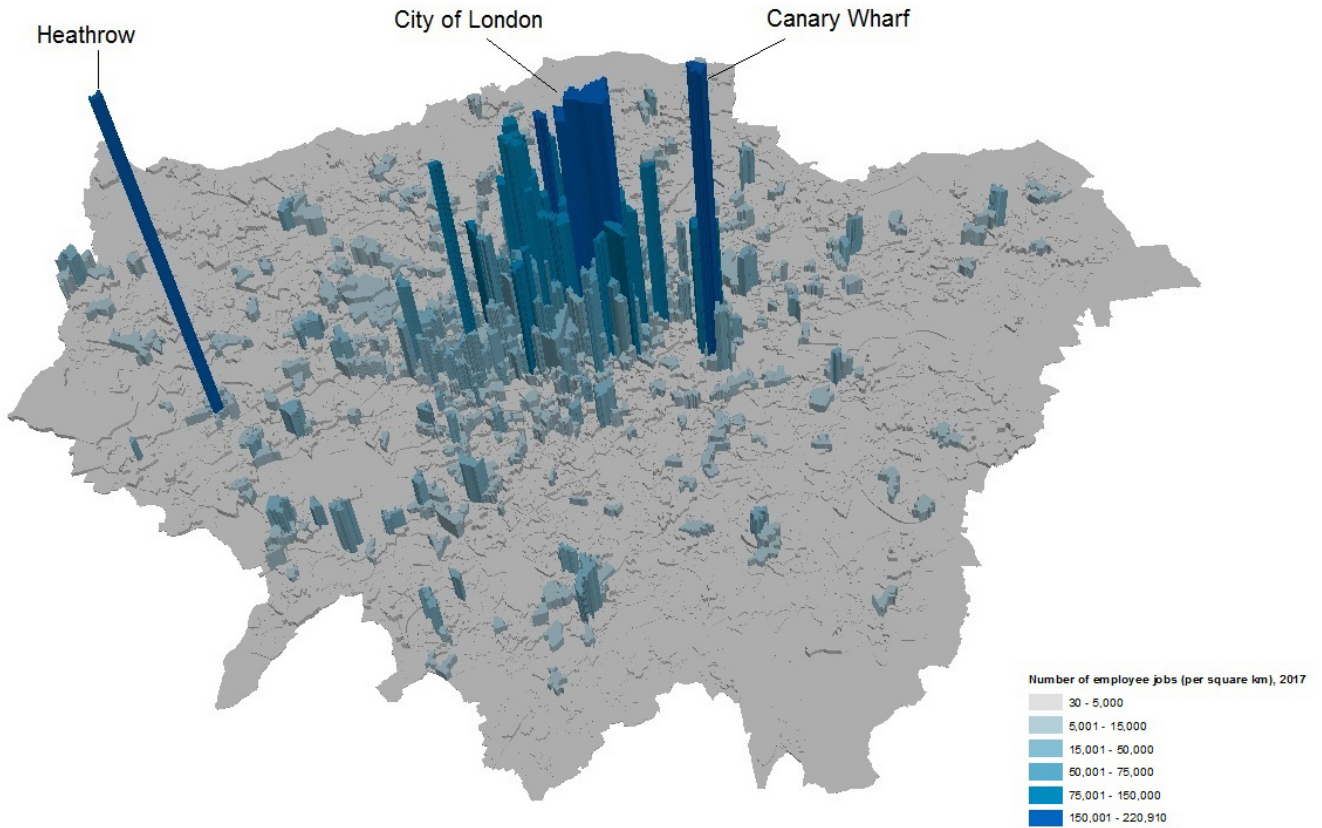 Heathrow
City of London
Canary Wharf
Number of employee jobs (per square km), 2017
30 - 5,000
5,001 - 15,000
15,001 - 50,000
50,001 - 75,000
75,001 - 150,000
150,001 - 220,910